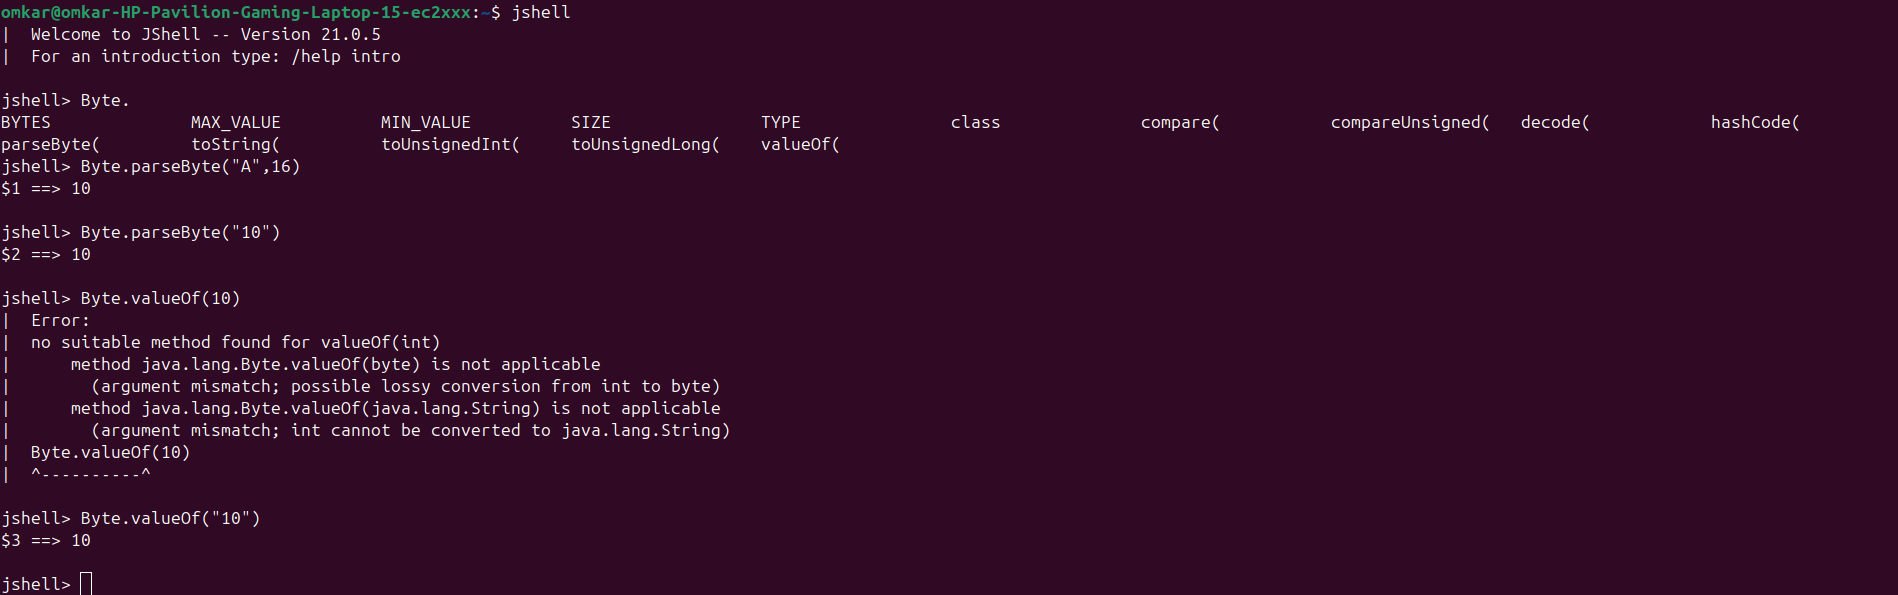 omkar@omkar-HP-Pavilion-Gaming-Laptop-15-ec2xxx:~$ jshell
|  Welcome to JShell -- Version 21.0.5
|  For an introduction type: /help intro
jshell> Byte.
BYTES              MAX_VALUE          MIN_VALUE          SIZE               TYPE               class              compare(           compareUnsigned(   decode(            hashCode(
parseByte(         toString(          toUnsignedInt(     toUnsignedLong(    valueOf(
jshell> Byte.parseByte("A",16)
$1 ==> 10
jshell> Byte.parseByte("10")
$2 ==> 10
jshell> Byte.valueOf(10)
|  Error:
|  no suitable method found for valueOf(int)
|      method java.lang.Byte.valueOf(byte) is not applicable
|        (argument mismatch; possible lossy conversion from int to byte)
|      method java.lang.Byte.valueOf(java.lang.String) is not applicable
|        (argument mismatch; int cannot be converted to java.lang.String)
|  Byte.valueOf(10)
|  ^----------^
jshell> Byte.valueOf("10")
$3 ==> 10
jshell>